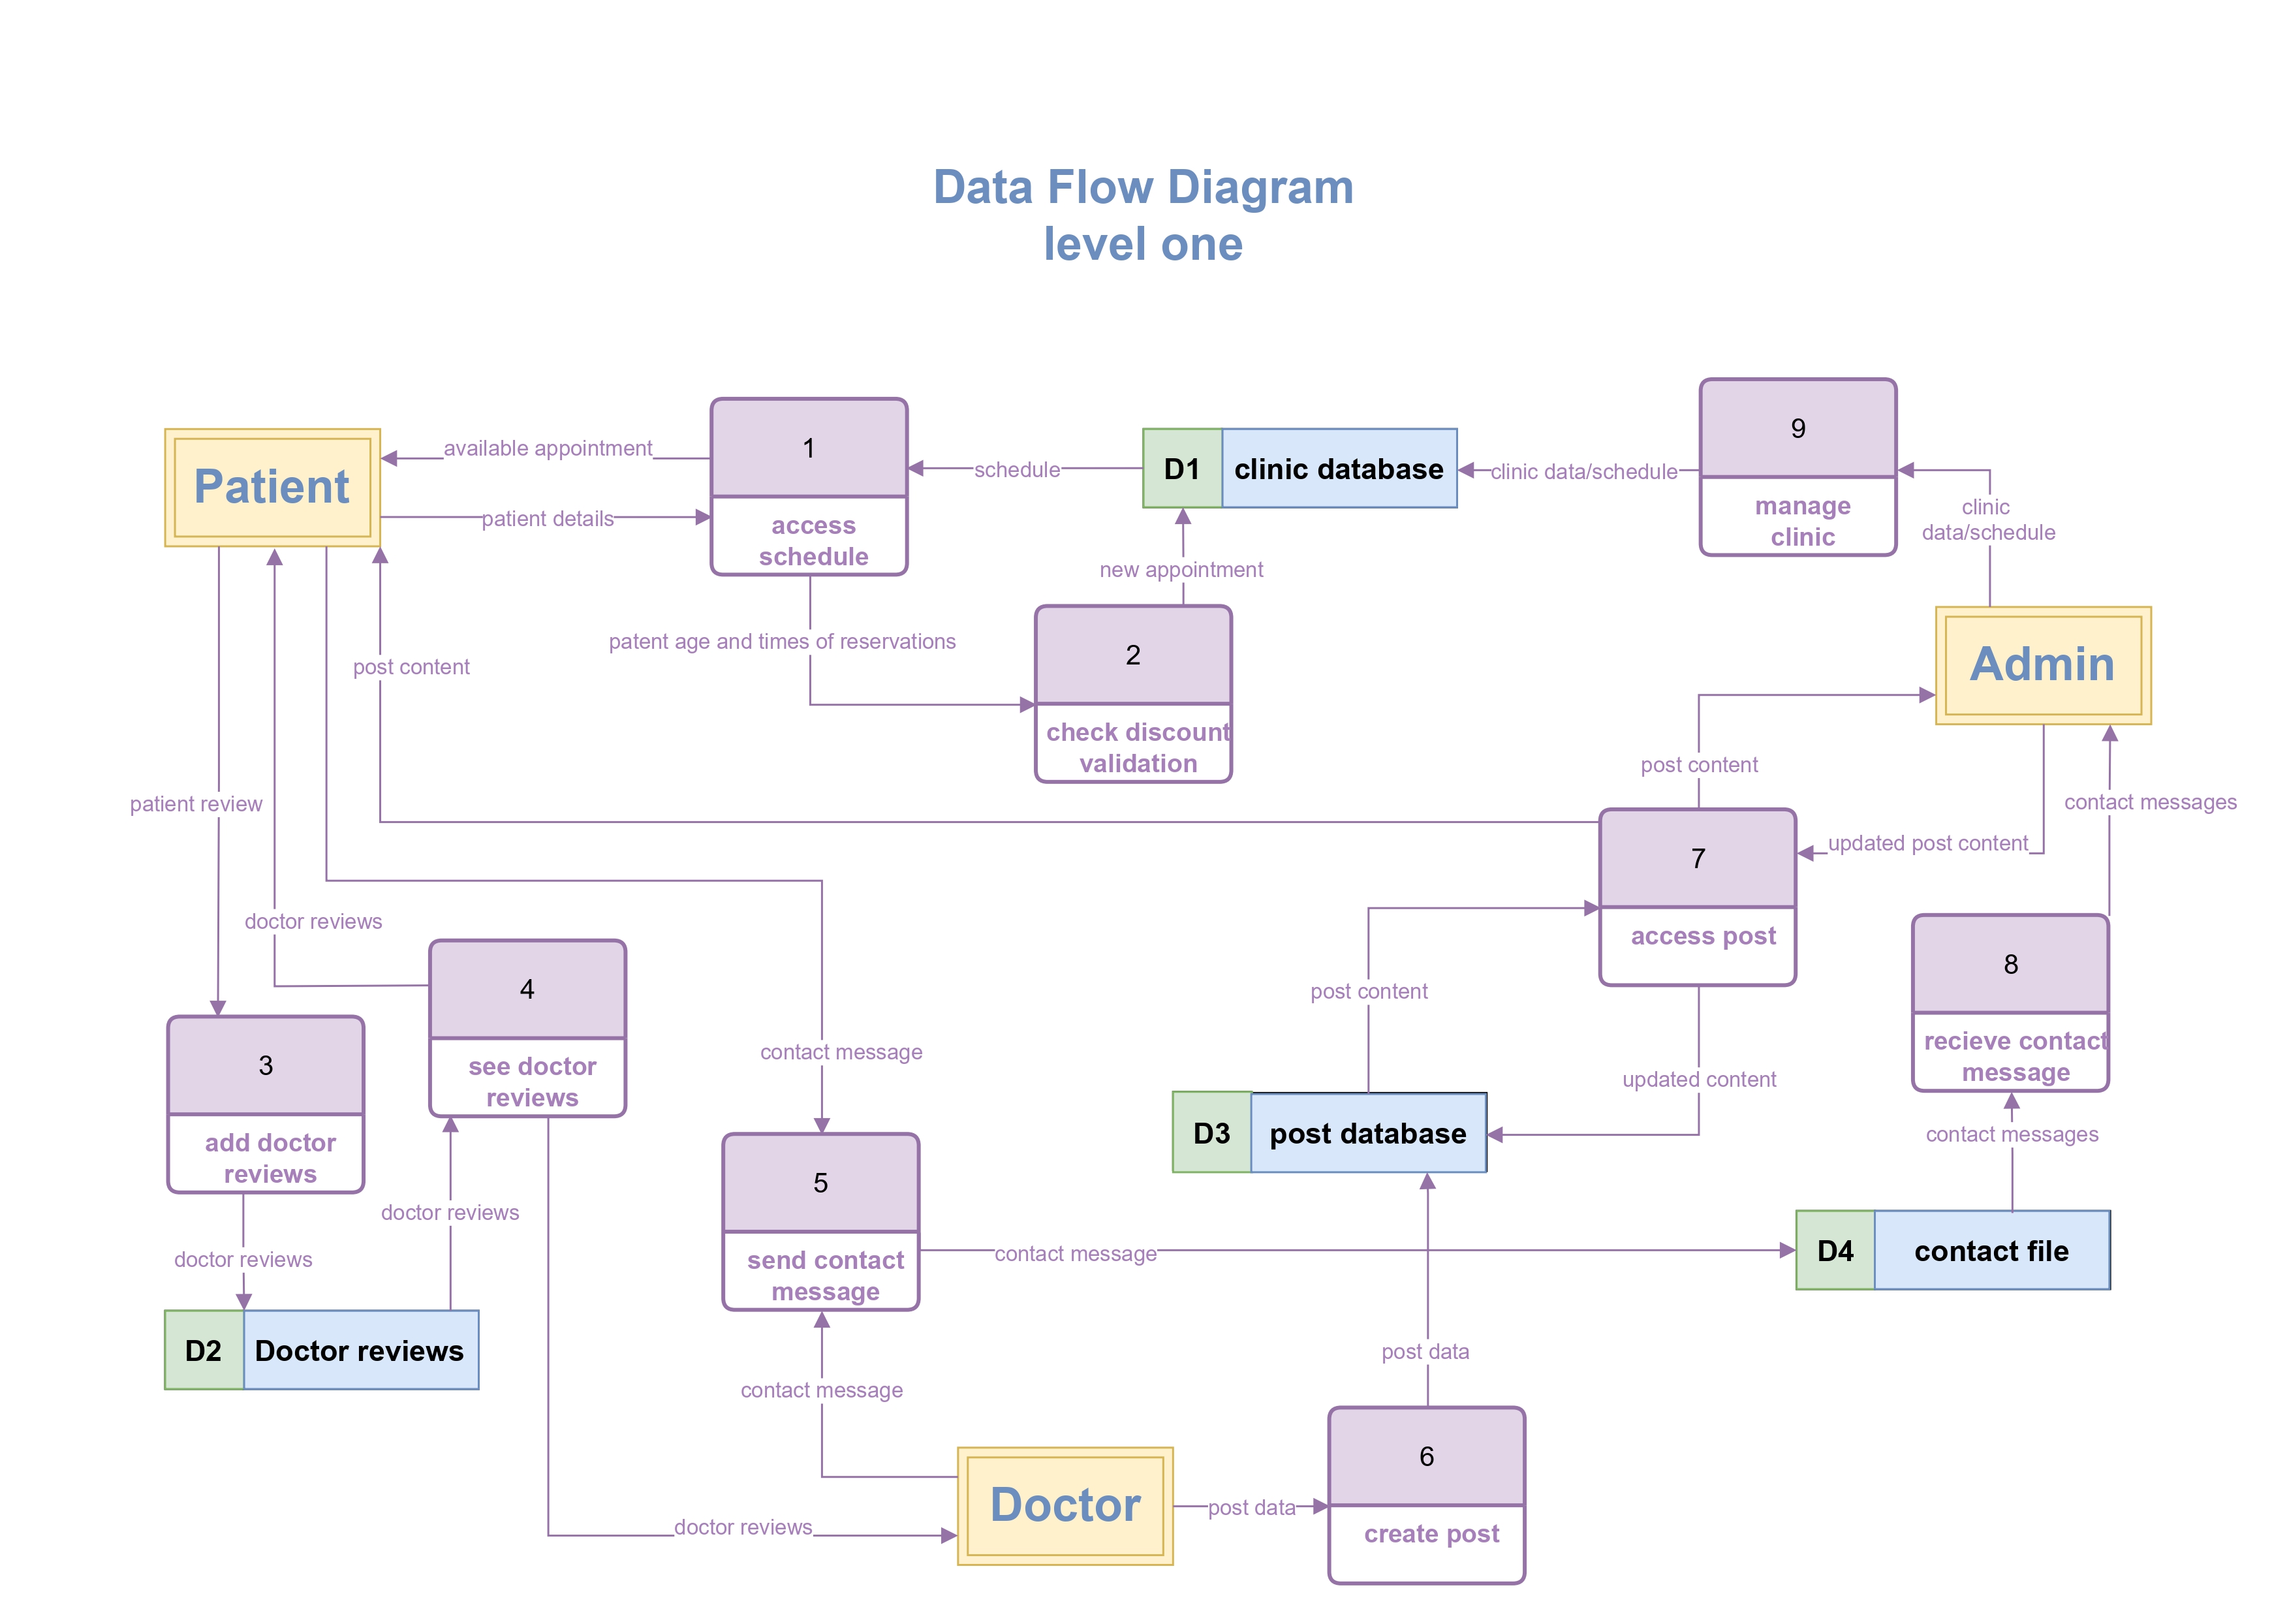 Data Flow Diagram
level one
Patient
available appointment
patient details
1
access
schedule
schedule
D1
clinic database
clinic data/schedule
9
manage
clinic
clinic
data/schedule
new appointment
patent age and times of reservations
2
check discount
validation
post content
Admin
post content
patient review
contact messages
updated post content
7
access post
doctor reviews
4
see doctor
reviews
8
recieve contact
message
post content
3
add doctor
reviews
contact message
updated content
D3
post database
contact messages
5
send contact
message
doctor reviews
doctor reviews
contact message
D4
contact file
D2
Doctor reviews
post data
contact message
6
create post
Doctor
post data
doctor reviews